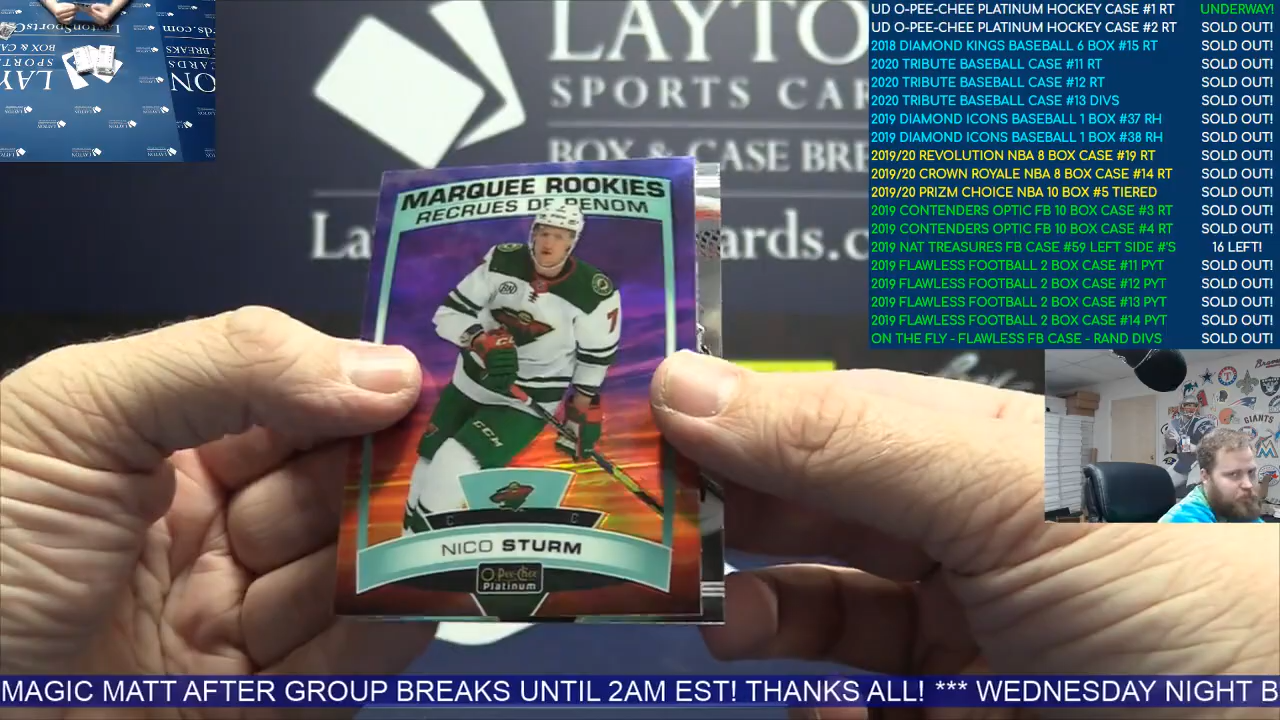 UD O-PEE-CHEE PLATINUM HOCKEY CASE #1 RT UNDERWAY!
UD O-PEE-CHEE PLATINUM HOCKEY CASE #2 RT SOLD OUT!
2018 DIAMOND KINGS BASEBALL 6 BOX #15 RT SOLD OUT!
2020 TRIBUTE BASEBALL CASE #11 RT SOLD OUT!
2020 TRIBUTE BASEBALL CASE #12 RT SOLD OUT!
2020 TRIBUTE BASEBALL CASE #13 DIVS SOLD OUT!
2019 DIAMOND ICONS BASEBALL 1 BOX #37 RH SOLD OUT!
2019 DIAMOND ICONS BASEBALL 1 BOX #38 RH SOLD OUT!
2019/20 REVOLUTION NBA 8 BOX CASE #19 RT SOLD OUT!
2019/20 CROWN ROYALE NBA 8 BOX CASE #14 RT SOLD OUT!
2019/20 PRIZM CHOICE NBA 10 BOX #5 TIERED SOLD OUT!
2019 CONTENDERS OPTIC FB 10 BOX CASE #3 RT SOLD OUT!
2019 CONTENDERS OPTIC FB 10 BOX CASE #4 RT SOLD OUT!
2019 NAT TREASURES FB CASE #59 LEFT SIDE #'S 16 LEFT!
2019 FLAWLESS FOOTBALL 2 BOX CASE #11 PYT SOLD OUT!
2019 FLAWLESS FOOTBALL 2 BOX CASE #12 PYT SOLD OUT!
2019 FLAWLESS FOOTBALL 2 BOX CASE #13 PYT SOLD OUT!
2019 FLAWLESS FOOTBALL 2 BOX CASE #14 PYT SOLD OUT!
ON THE FLY - FLAWLESS FB CASE - RAND DIVS SOLD OUT!
LAYTON
SPORTS CAR
BOX & CASE BRE
La
ards.c
MARQUEE ROOKIES
RECRUES DE RENOM
7
CCM
C C
NICO STURM
O-Pee-Chee
Platinum
GIANTS
MAGIC MATT AFTER GROUP BREAKS UNTIL 2AM EST! THANKS ALL! *** WEDNESDAY NIGHT B